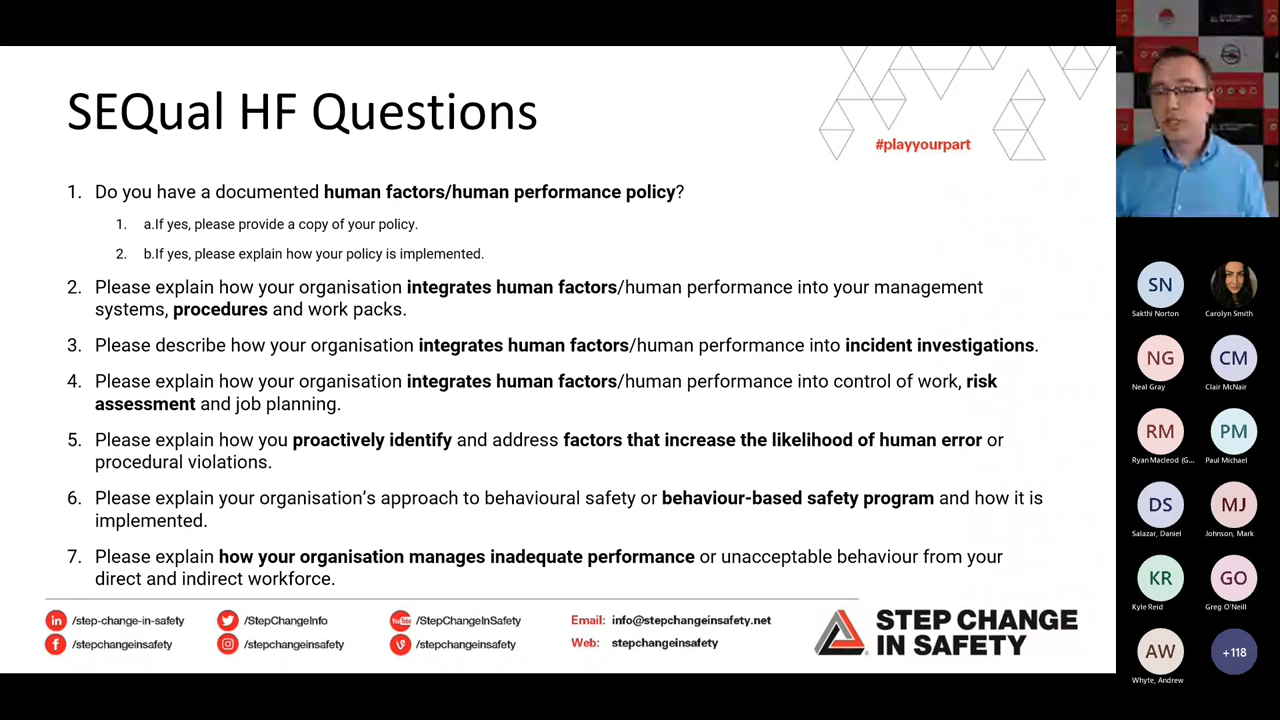 SEQual HF Questions
#playyourpart
1. Do you have a documented human factors/human performance policy?
1. a.If yes, please provide a copy of your policy.
2. b.If yes, please explain how your policy is implemented.
2. Please explain how your organisation integrates human factors/human performance into your management
systems, procedures and work packs.
3. Please describe how your organisation integrates human factors/human performance into incident investigations.
4. Please explain how your organisation integrates human factors/human performance into control of work, risk
assessment and job planning.
5. Please explain how you proactively identify and address factors that increase the likelihood of human error or
procedural violations.
6. Please explain your organisation's approach to behavioural safety or behaviour-based safety program and how it is
implemented.
7. Please explain how your organisation manages inadequate performance or unacceptable behaviour from your
direct and indirect workforce.
in /step-change-in-safety
/StepChangeInfo
/StepChangeInSafety
Email: info@stepchangeinsafety.net
f /stepchangeinsafety
/stepchangeinsafety
/stepchangeinsafety
Web: stepchangeinsafety
STEP CHANGE
IN SAFETY
SN
Sakthi Norton
Carolyn Smith
NG
CM
Neal Gray
Clair McNair
RM
PM
Ryan Macleod (G...
Paul Michael
DS
MJ
Salazar, Daniel
Johnson, Mark
KR
GO
Kyle Reid
Greg O'Neill
AW
+118
Whyte, Andrew